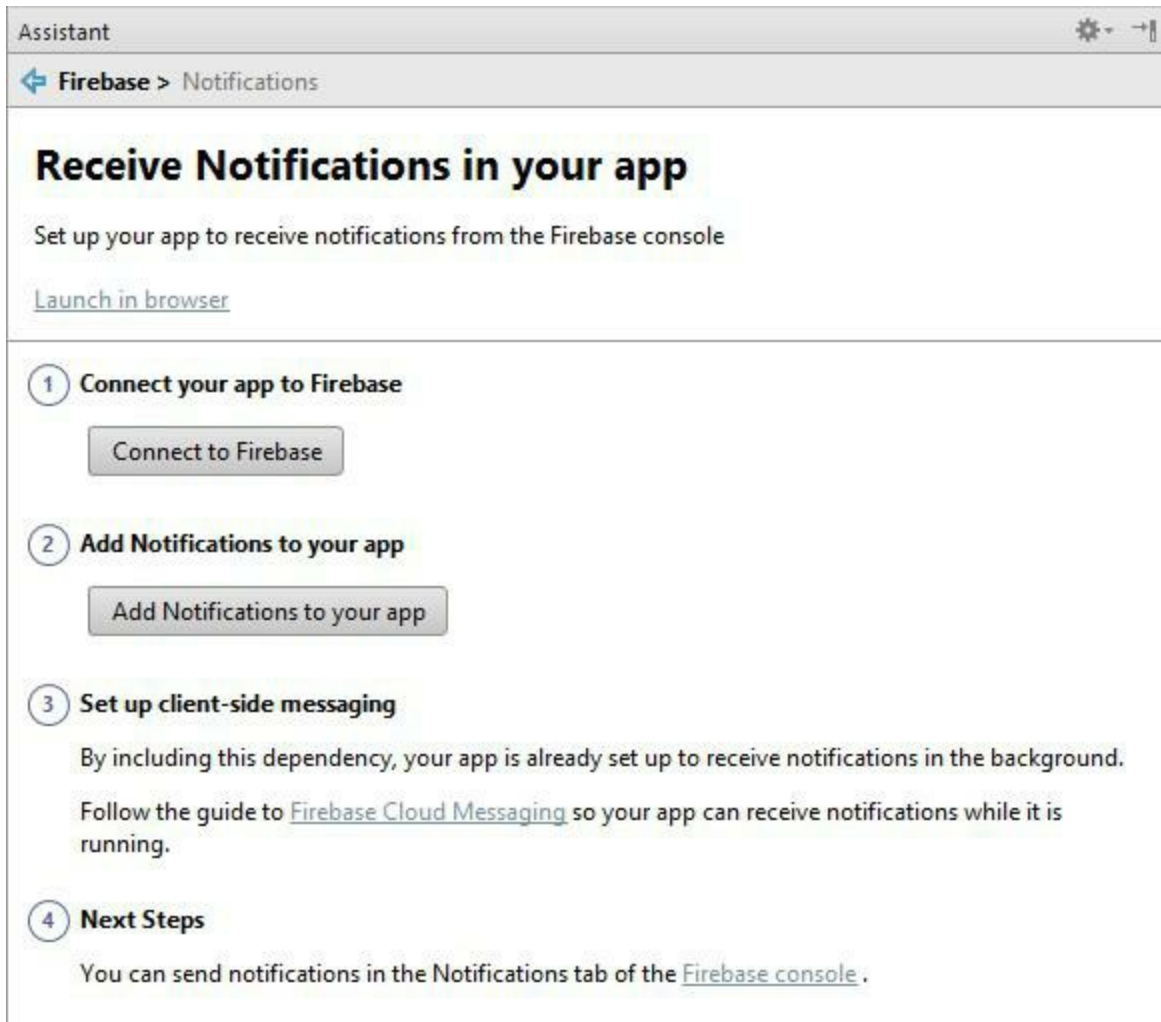 Assistant
Firebase > Notifications
Receive Notifications in your app
Set up your app to receive notifications from the Firebase console
Launch in browser
1 Connect your app to Firebase
Connect to Firebase
2 Add Notifications to your app
Add Notifications to your app
3 Set up client-side messaging
By including this dependency, your app is already set up to receive notifications in the background.
Follow the guide to Firebase Cloud Messaging so your app can receive notifications while it is
running.
4 Next Steps
You can send notifications in the Notifications tab of the Firebase console .